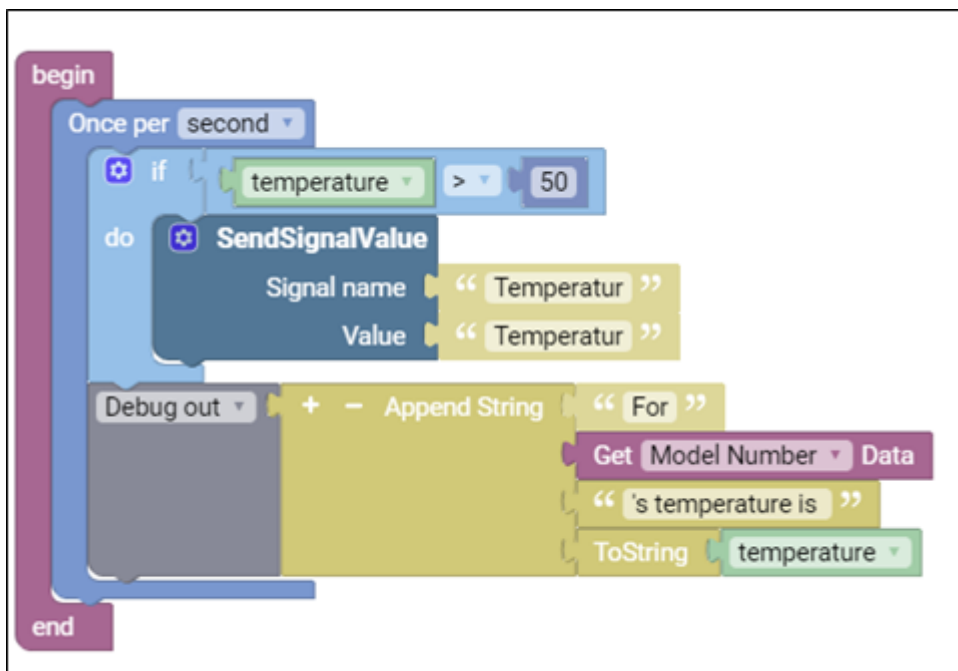 begin
Once per second
if temperature > 50
do SendSignalValue
Signal name “ Temperatur ”
Value “ Temperatur ”
Debug out + - Append String “ For ”
Get Model Number Data
“ 's temperature is ”
ToString temperature
end